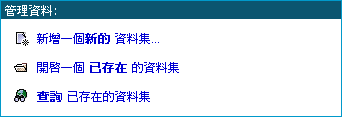 管理資料:
新增一個新的 資料集...
開啓一個 已存在 的資料集
查詢 已存在的資料集